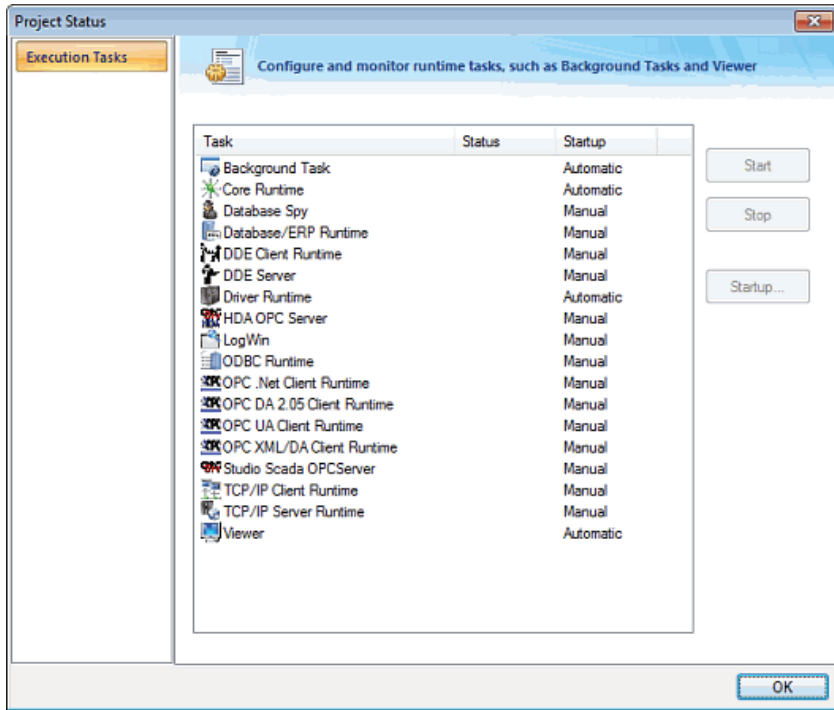 Project Status
Execution Tasks
Configure and monitor runtime tasks, such as Background Tasks and Viewer
Task Status Startup
Background Task Automatic
Core Runtime Automatic
Database Spy Manual
Database/ERP Runtime Manual
DDE Client Runtime Manual
DDE Server Manual
Driver Runtime Automatic
HDA OPC Server Manual
LogWin Manual
ODBC Runtime Manual
OPC .Net Client Runtime Manual
OPC DA 2.05 Client Runtime Manual
OPC UA Client Runtime Manual
OPC XML/DA Client Runtime Manual
Studio Scada OPCServer Manual
TCP/IP Client Runtime Manual
TCP/IP Server Runtime Manual
Viewer Automatic
Start
Stop
Startup...
OK